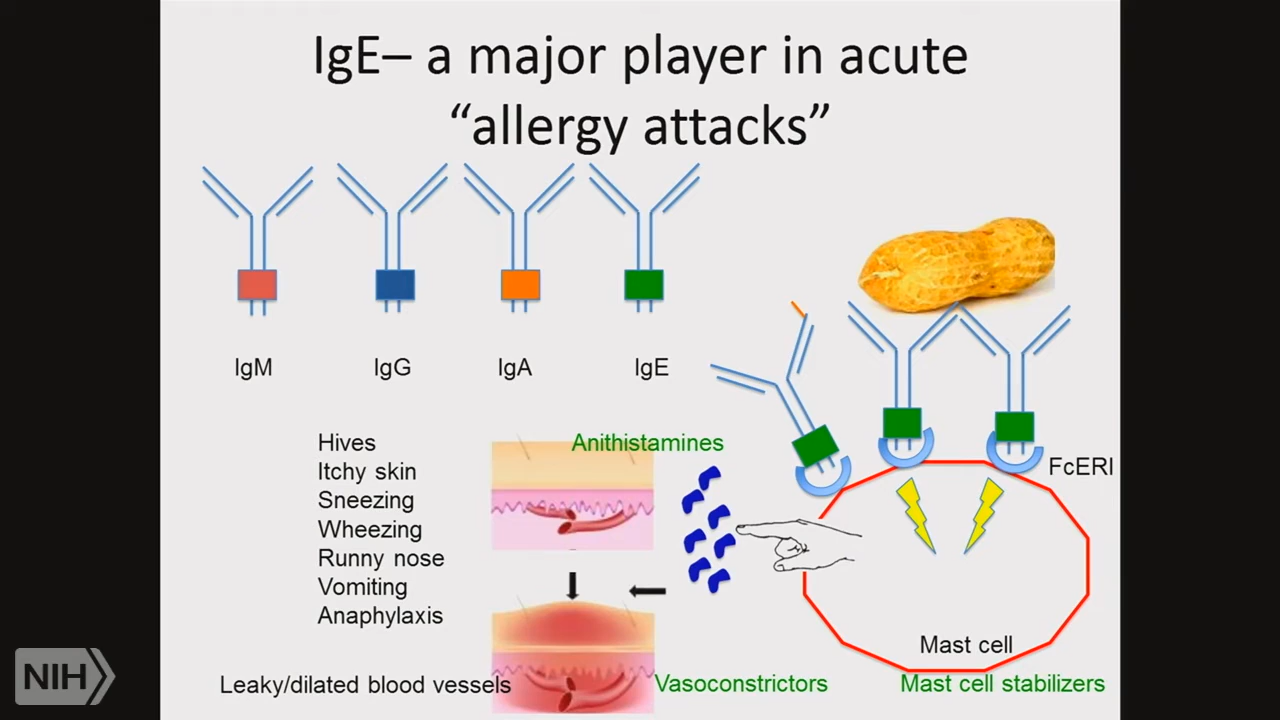 IgE– a major player in acute
“allergy attacks”
IgM
IgG
IgA
IgE
Hives
Itchy skin
Sneezing
Wheezing
Runny nose
Vomiting
Anaphylaxis
Anithistamines
FcERI
Mast cell
Leaky/dilated blood vessels
Vasoconstrictors
Mast cell stabilizers
NIH